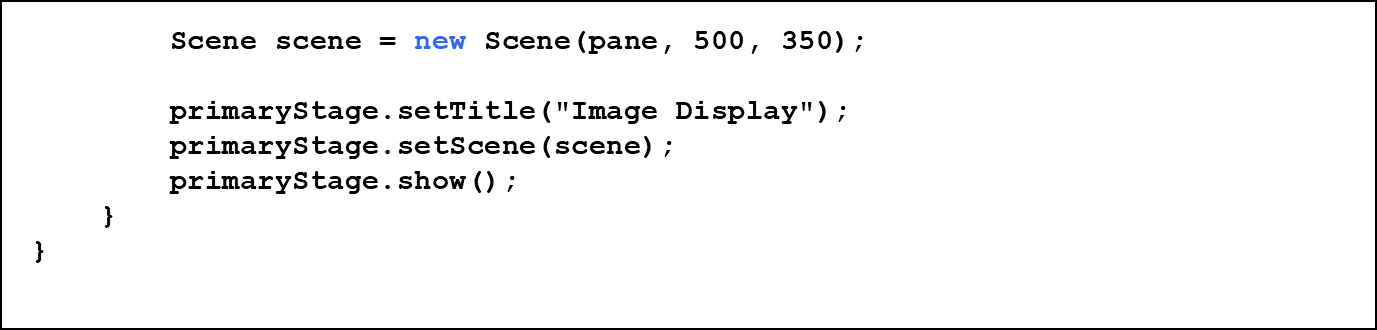 Scene scene = new Scene(pane, 500, 350);
primaryStage.setTitle("Image Display");
primaryStage.setScene(scene);
primaryStage.show();
}
}